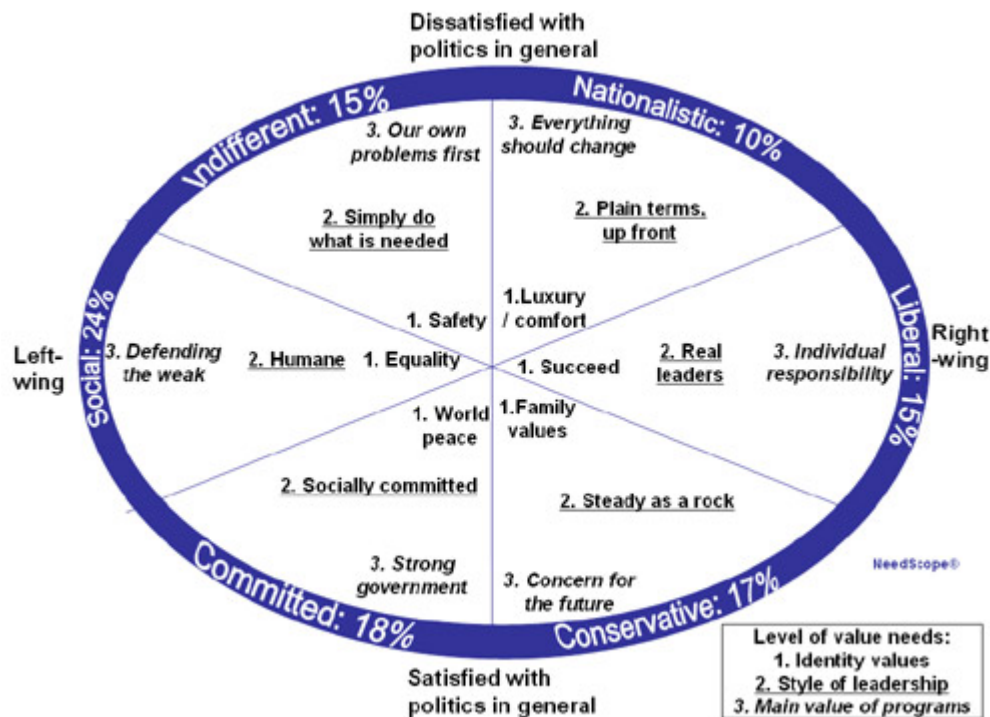 Dissatisfied with
politics in general
Indifferent: 15%
Nationalistic: 10%
3. Our own
problems first
3. Everything
should change
2. Simply do
what is needed
2. Plain terms,
up front
1. Safety
1.Luxury
/ comfort
Left-
wing
Social: 24%
3. Defending
the weak
2. Humane
1. Equality
1. Succeed
2. Real
leaders
3. Individual
responsibility
Liberal: 15%
Right
-wing
1. World
peace
1.Family
values
2. Socially committed
2. Steady as a rock
3. Strong
government
3. Concern for
the future
Committed: 18%
Conservative: 17%
NeedScope®
Satisfied with
politics in general
Level of value needs:
1. Identity values
2. Style of leadership
3. Main value of programs